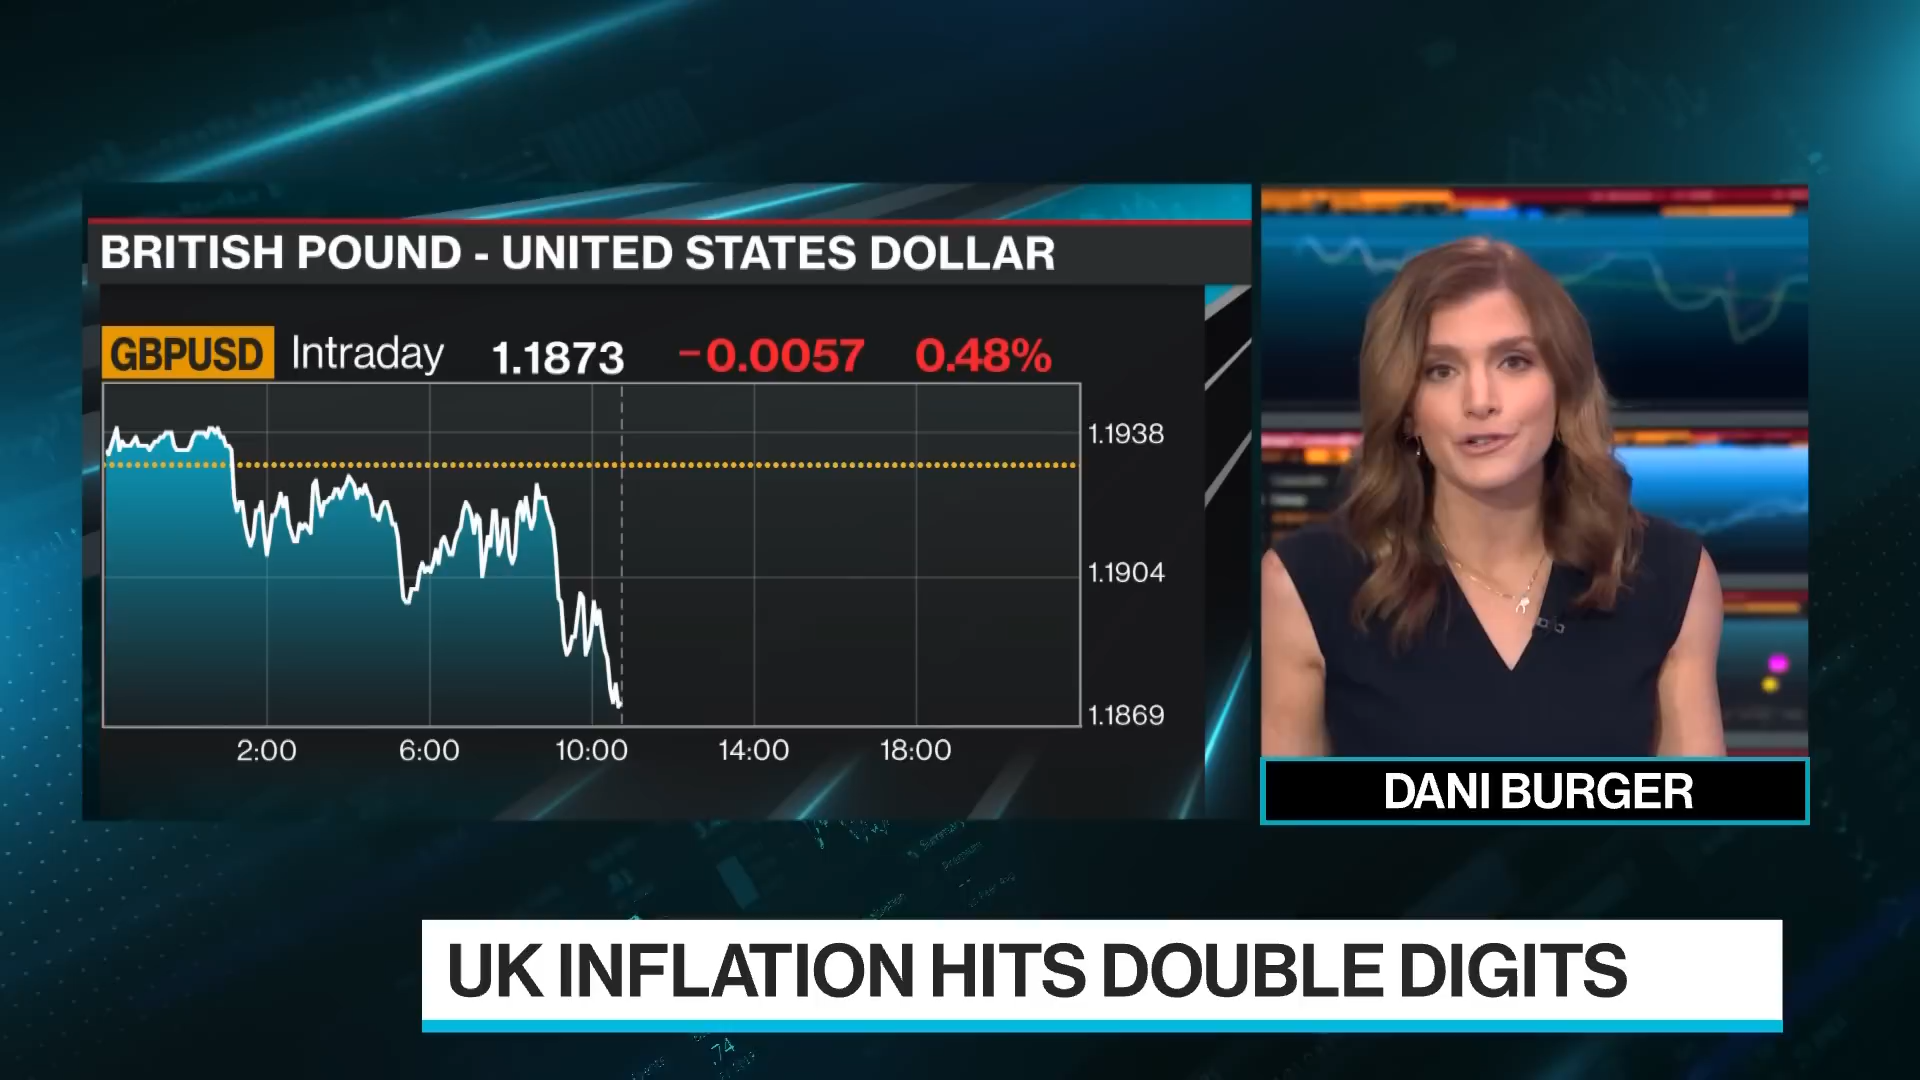 BRITISH POUND - UNITED STATES DOLLAR
GBPUSD Intraday 1.1873 -0.0057 0.48%
1.1938
1.1904
1.1869
2:00 6:00 10:00 14:00 18:00
DANI BURGER
UK INFLATION HITS DOUBLE DIGITS
74